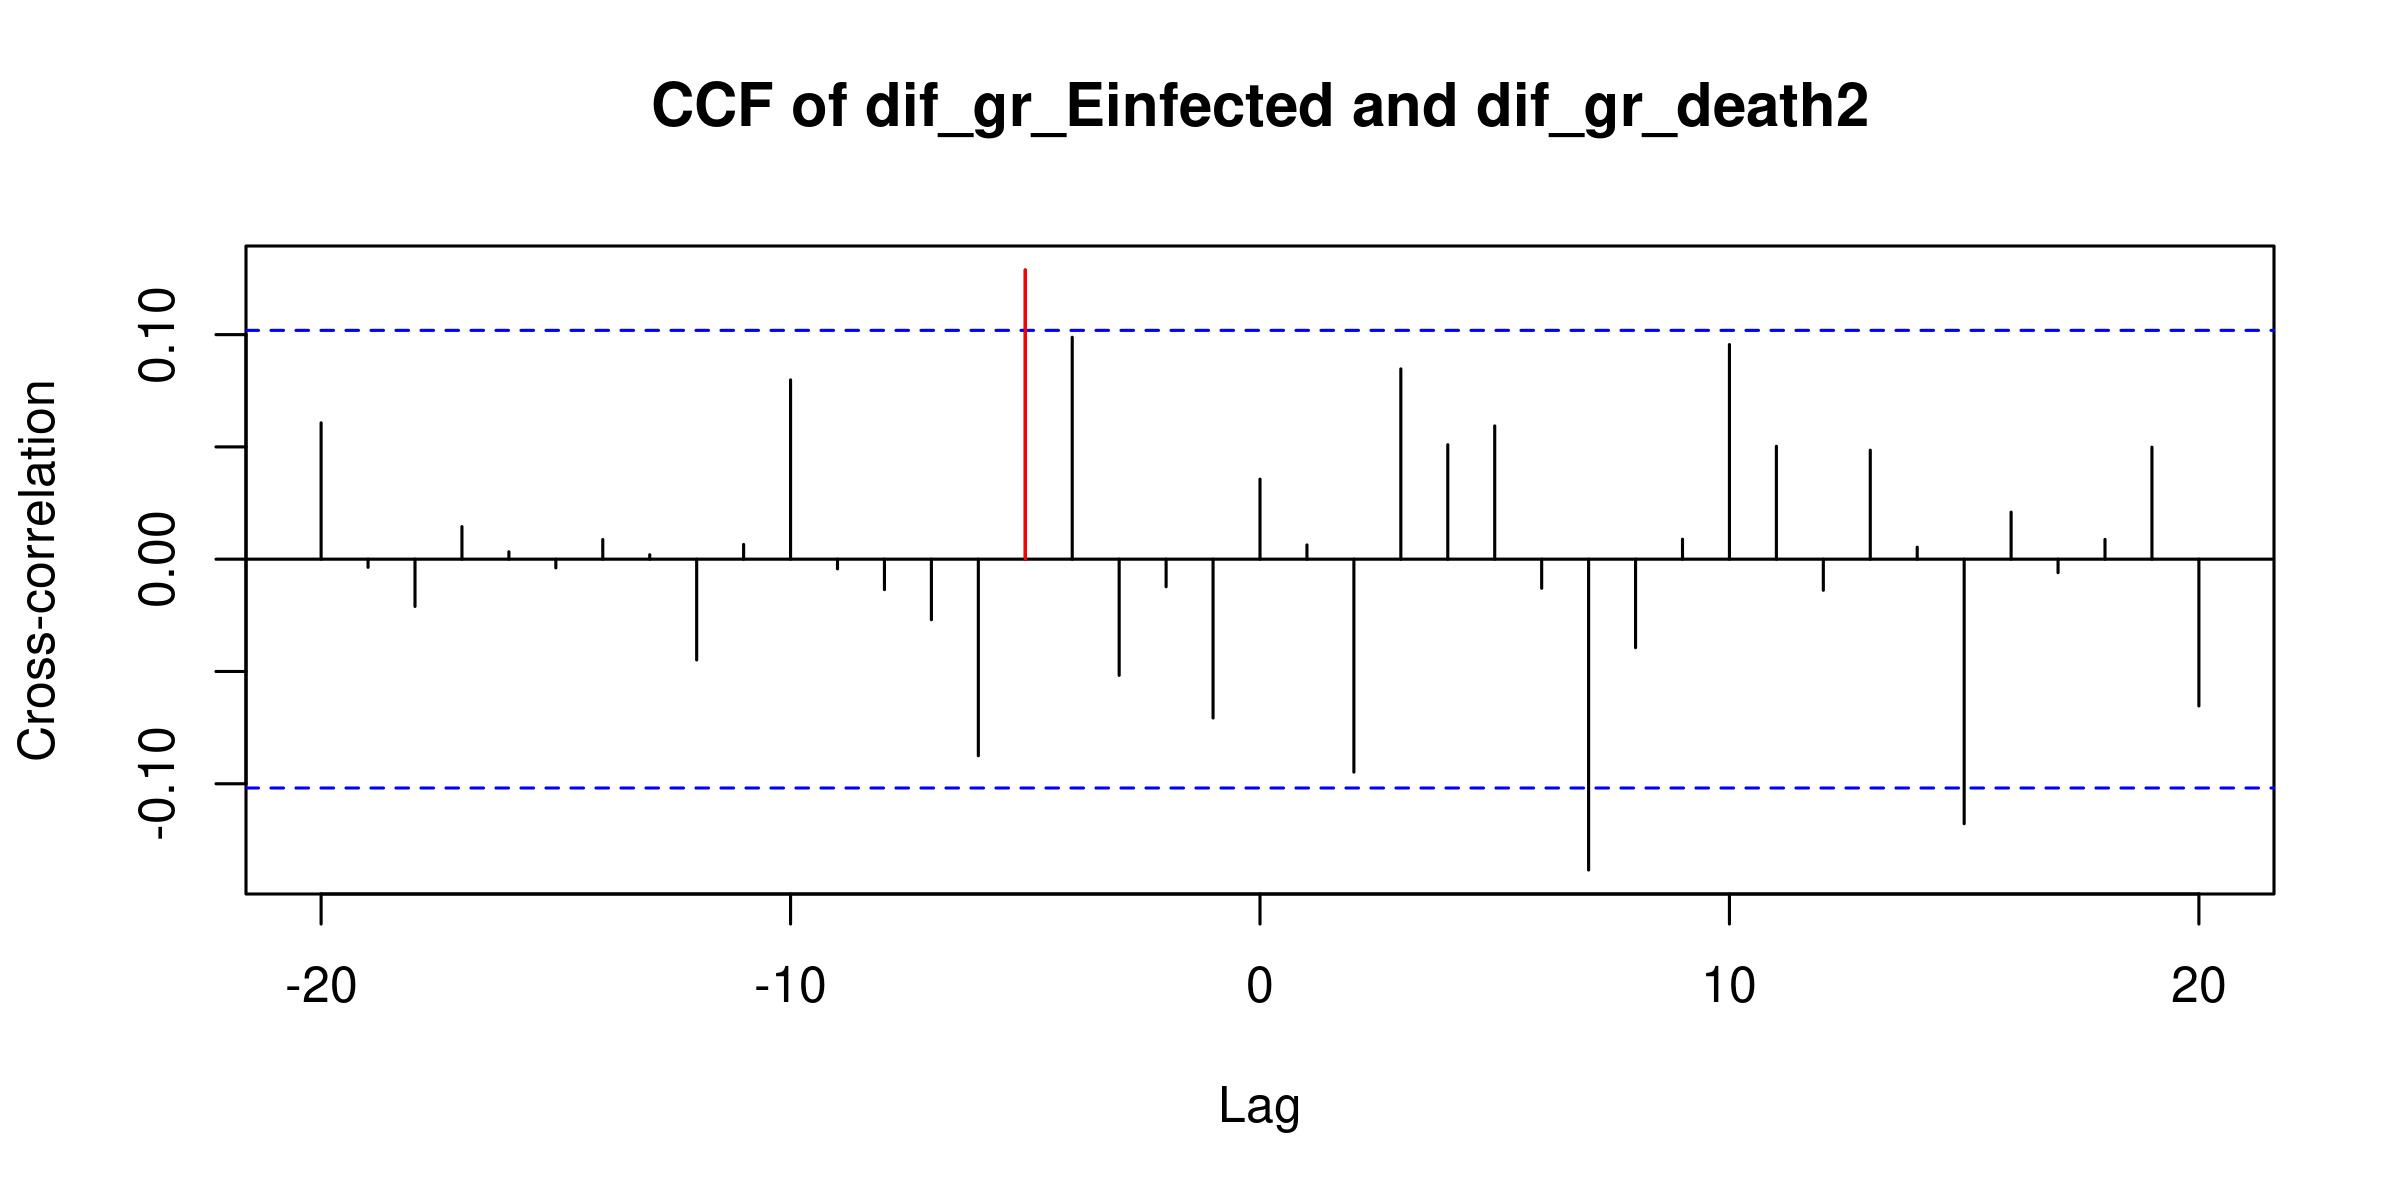 CCF of dif_gr_Einfected and dif_gr_death2
Cross-correlation
0.10
0.00
-0.10
-20 -10 0 10 20
Lag